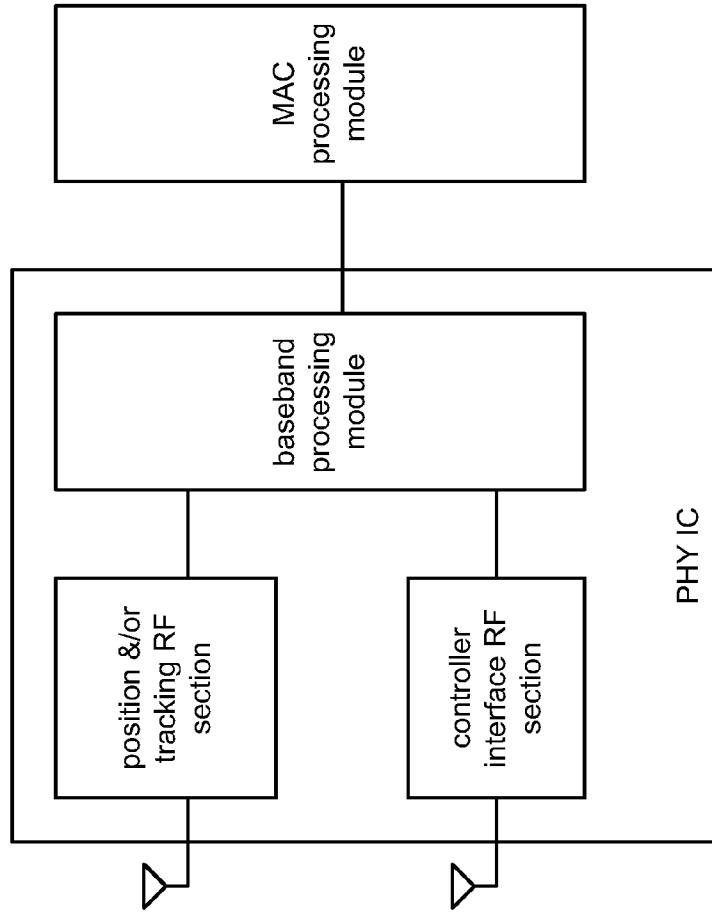 MAC
processing
module
baseband
processing
module
position &/or
tracking RF
section
controller
interface RF
section
PHY IC